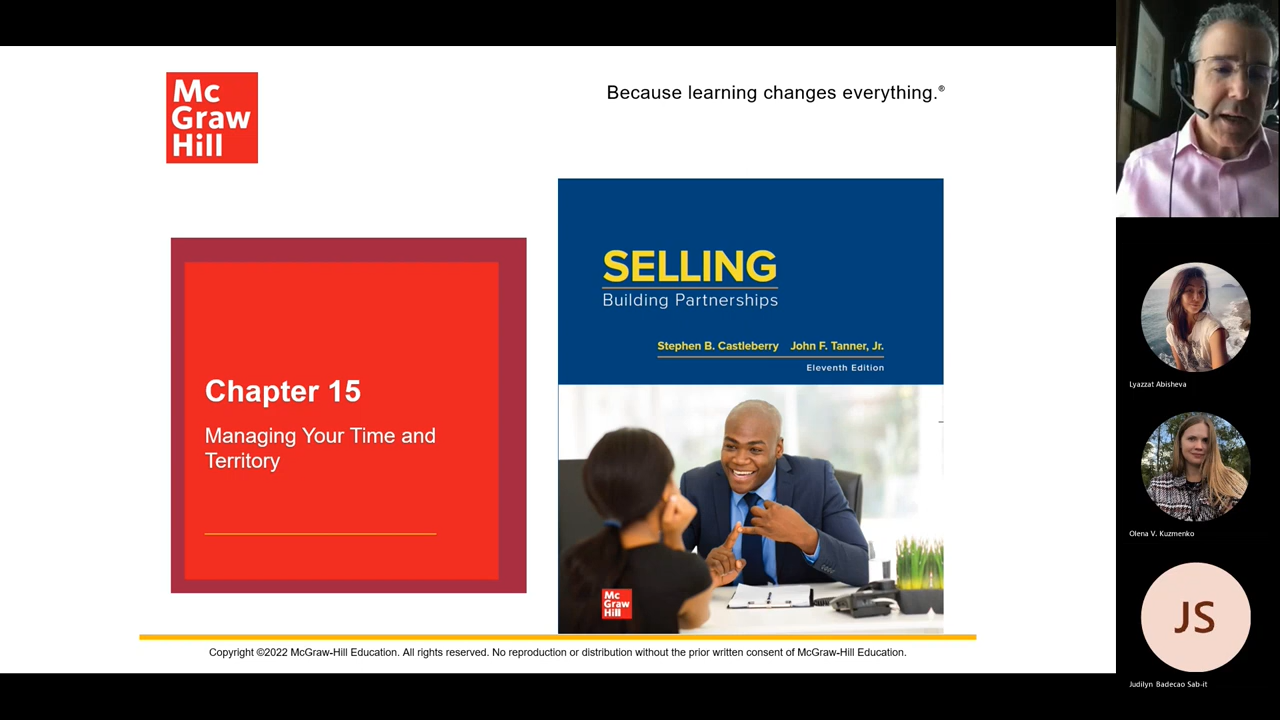 Mc
Graw
Hill
Because learning changes everything.®
Chapter 15
Managing Your Time and
Territory
SELLING
Building Partnerships
Stephen B. Castleberry John F. Tanner, Jr.
Eleventh Edition
Mc
Graw
Hill
Copyright ©2022 McGraw-Hill Education. All rights reserved. No reproduction or distribution without the prior written consent of McGraw-Hill Education.
Lyazzat Abisheva
Olena V. Kuzmenko
JS
Judilyn Badecao Sab-it